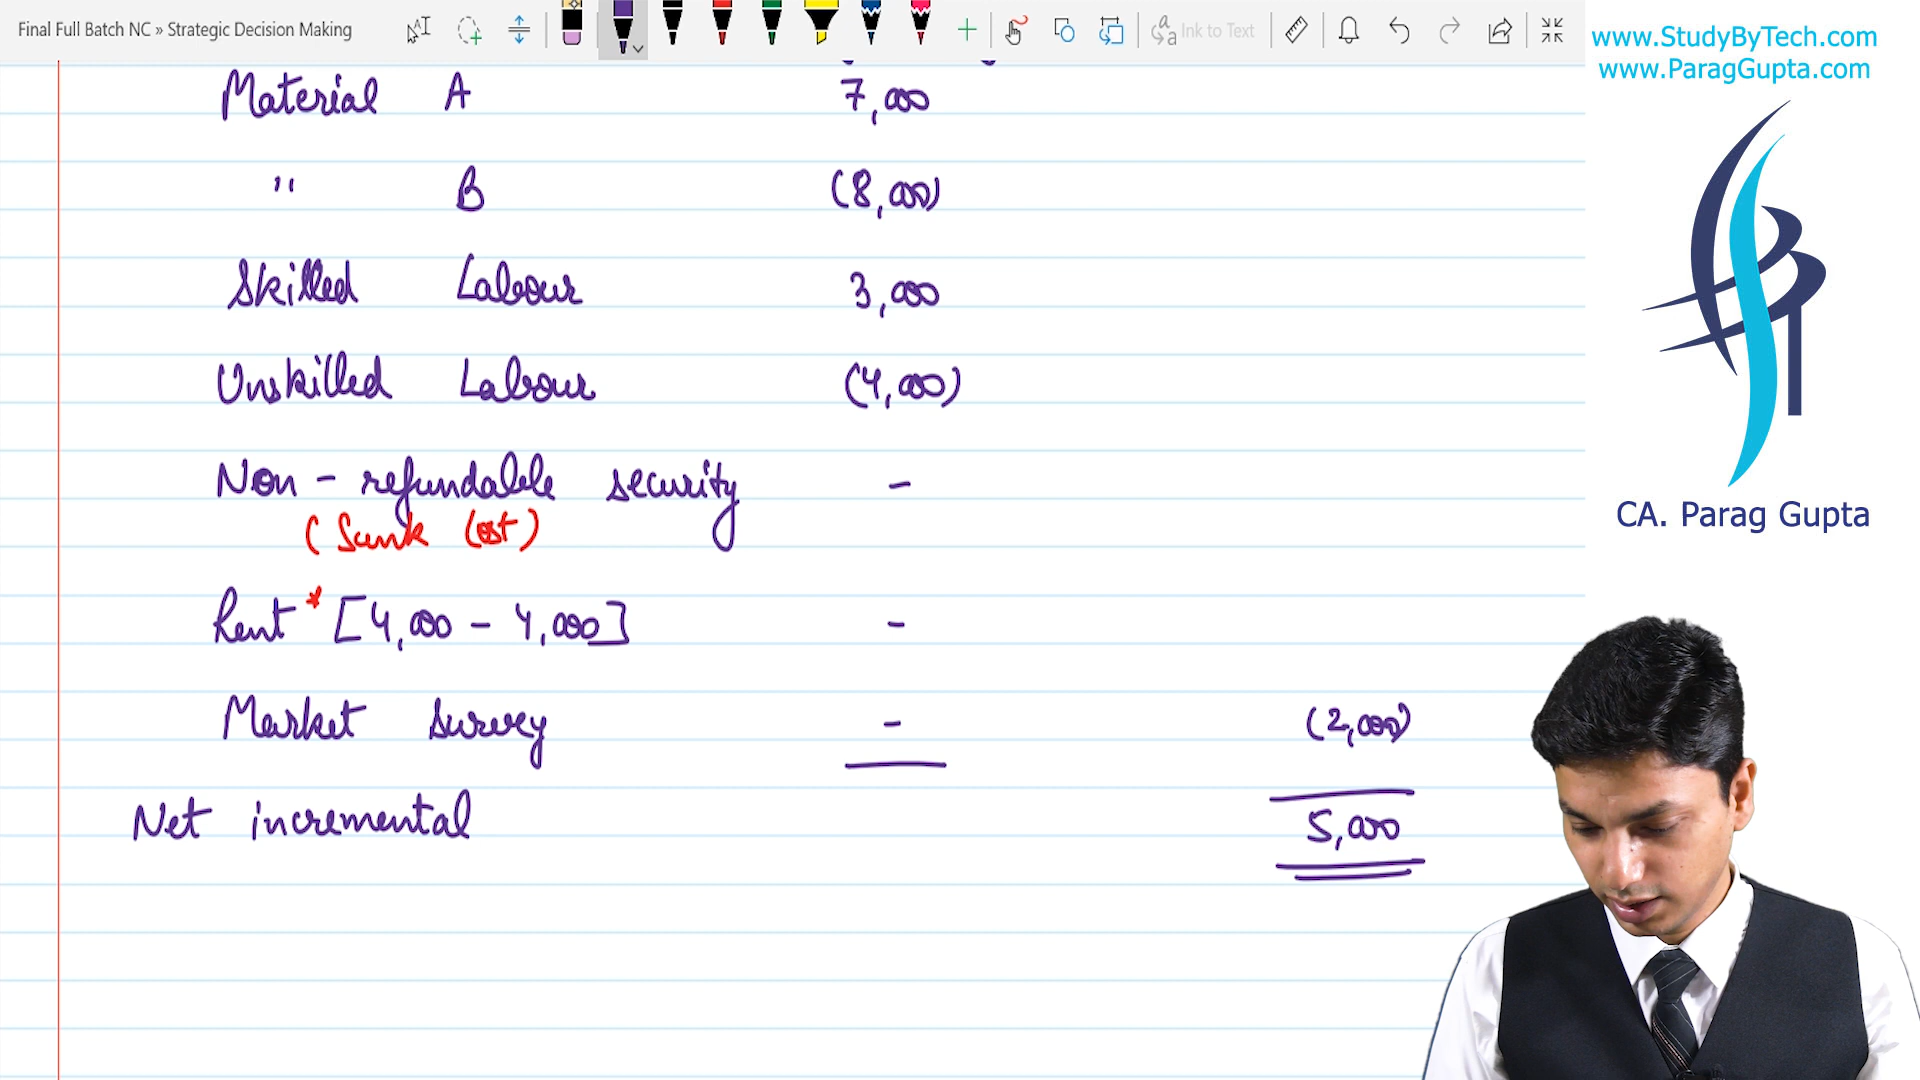 Final Full Batch NC » Strategic Decision Making
Ink to Text
www.StudyByTech.com
www.ParagGupta.com
Material A 7,000
" B (8,000)
Skilled Labour 3,000
Unskilled Labour (4,000)
Non - refundable security -
(Sunk Cost)
Rent * [4,000 - 4,000] -
Market Survey - (2,000)
Net incremental 5,000
CA. Parag Gupta